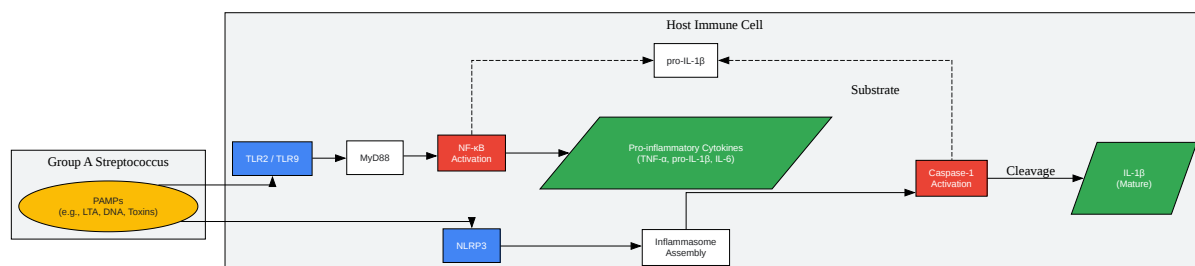 Host Immune Cell
pro-IL-1β
Substrate
Group A Streptococcus
PAMPs
(e.g., LTA, DNA, Toxins)
TLR2 / TLR9
MyD88
NF-κB
Activation
Pro-inflammatory Cytokines
(TNF-α, pro-IL-1β, IL-6)
Caspase-1
Activation
Cleavage
IL-1β
(Mature)
NLRP3
Inflammasome
Assembly